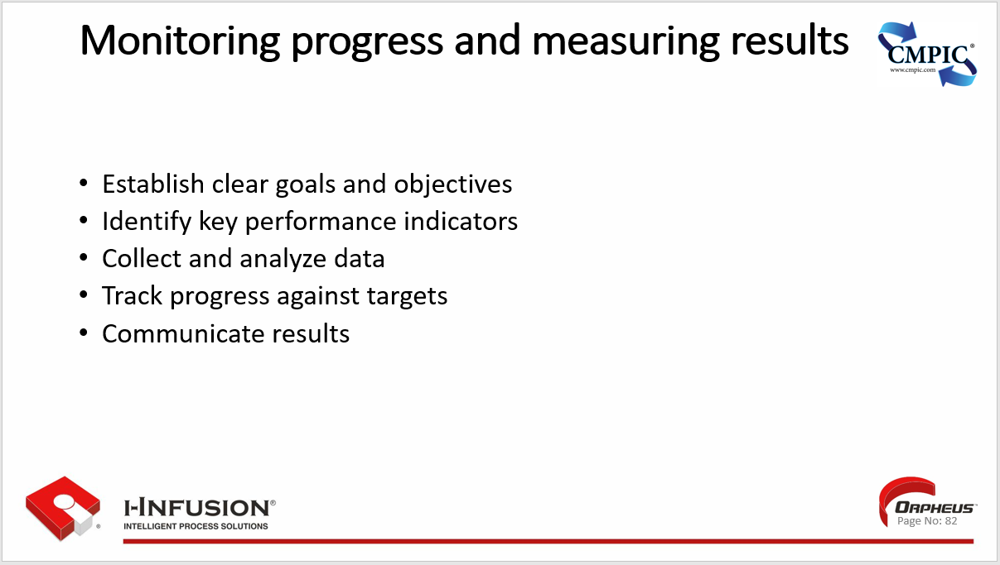 Monitoring progress and measuring results
CMPIC®
www.cmpic.com
• Establish clear goals and objectives
• Identify key performance indicators
• Collect and analyze data
• Track progress against targets
• Communicate results
®
I-INFUSION®
INTELLIGENT PROCESS SOLUTIONS
ORPHEUS™
Page No: 82